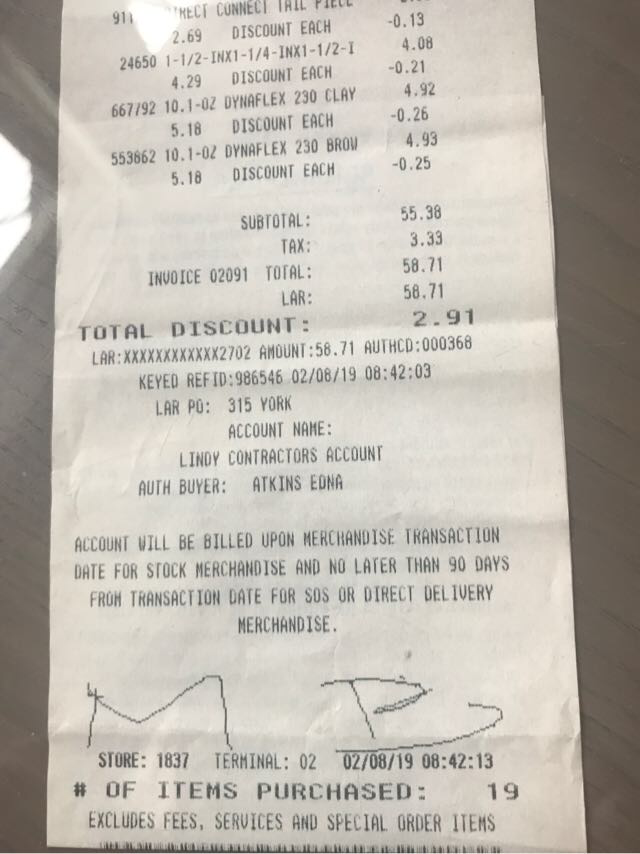 DIRECT CONNECT TAIL PIECE
2.69 DISCOUNT EACH -0.13
24650 1-1/2-INX1-1/4-INX1-1/2-I 4.08
4.29 DISCOUNT EACH -0.21
667792 10.1-OZ DYNAFLEX 230 CLAY 4.92
5.18 DISCOUNT EACH -0.26
553862 10.1-OZ DYNAFLEX 230 BROW 4.93
5.18 DISCOUNT EACH -0.25
SUBTOTAL: 55.38
TAX: 3.33
INVOICE 02091 TOTAL: 58.71
LAR: 58.71
TOTAL DISCOUNT: 2.91
LAR:XXXXXXXXXXXX2702 AMOUNT:58.71 AUTHCD:000368
KEYED REFID:986546 02/08/19 08:42:03
LAR PO: 315 YORK
ACCOUNT NAME:
LINDY CONTRACTORS ACCOUNT
AUTH BUYER: ATKINS EDNA
ACCOUNT WILL BE BILLED UPON MERCHANDISE TRANSACTION
DATE FOR STOCK MERCHANDISE AND NO LATER THAN 90 DAYS
FROM TRANSACTION DATE FOR SOS OR DIRECT DELIVERY
MERCHANDISE.
STORE: 1837 TERMINAL: 02 02/08/19 08:42:13
# OF ITEMS PURCHASED: 19
EXCLUDES FEES, SERVICES AND SPECIAL ORDER ITEMS